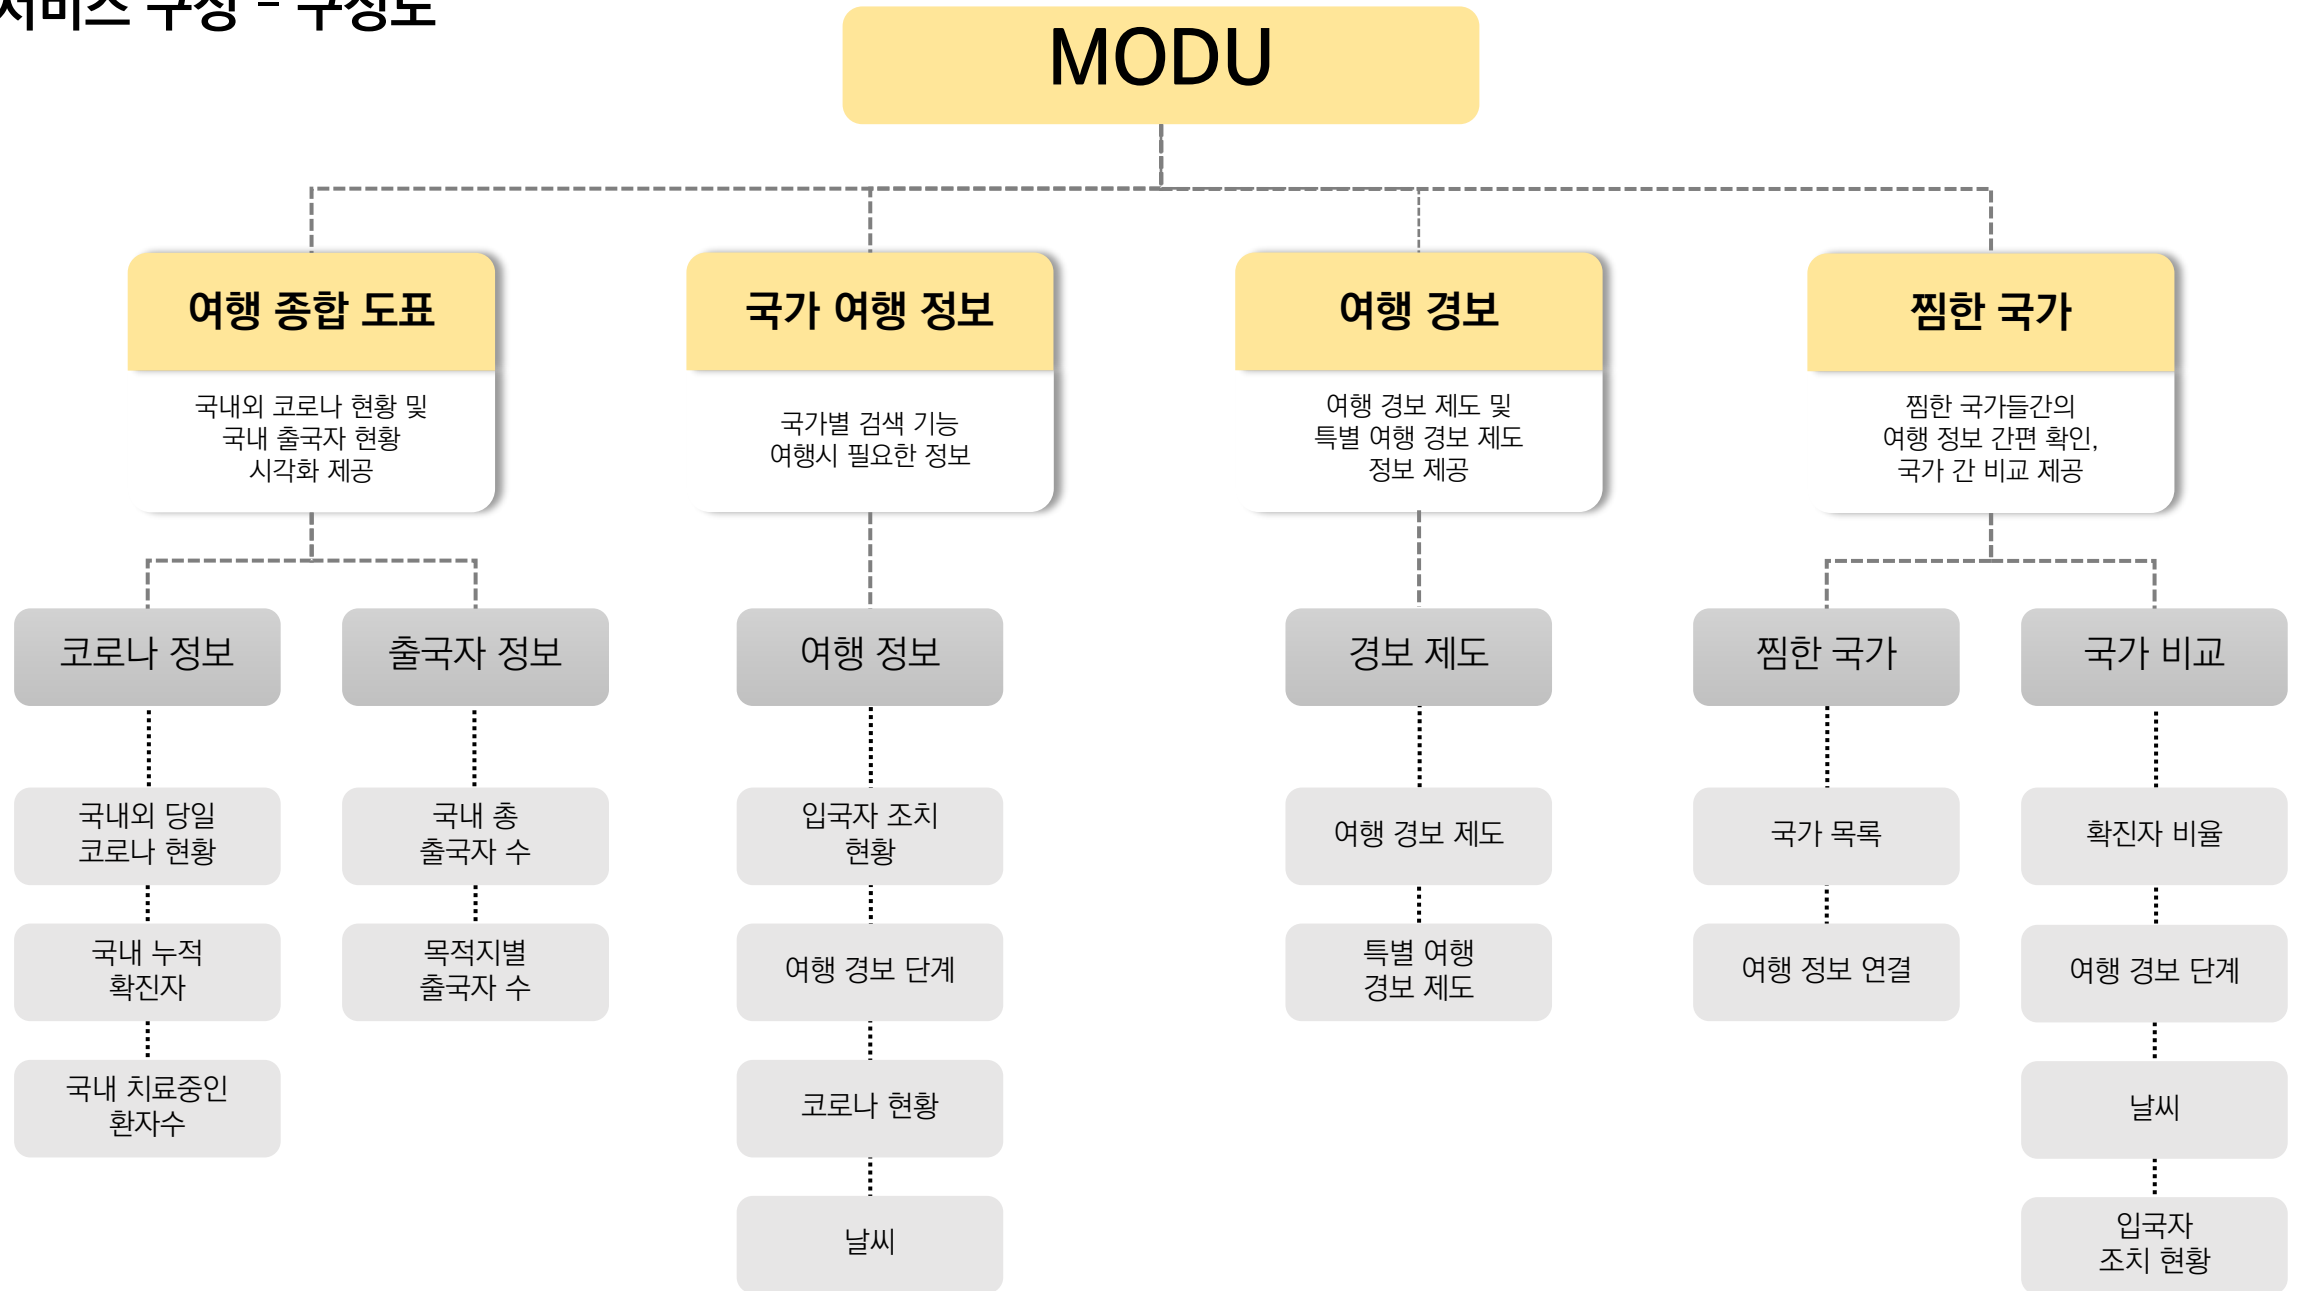 서비스 구성 - 구성도
MODU
여행 종합 도표
국내외 코로나 현황 및
국내 출국자 현황
시각화 제공
국가 여행 정보
국가별 검색 기능
여행시 필요한 정보
여행 경보
여행 경보 제도 및
특별 여행 경보 제도
정보 제공
찜한 국가
찜한 국가들간의
여행 정보 간편 확인,
국가 간 비교 제공
코로나 정보
국내외 당일
코로나 현황
국내 누적
확진자
국내 치료중인
환자수
출국자 정보
국내 총
출국자 수
목적지별
출국자 수
여행 정보
입국자 조치
현황
여행 경보 단계
코로나 현황
날씨
경보 제도
여행 경보 제도
특별 여행
경보 제도
찜한 국가
국가 목록
여행 정보 연결
국가 비교
확진자 비율
여행 경보 단계
날씨
입국자
조치 현황